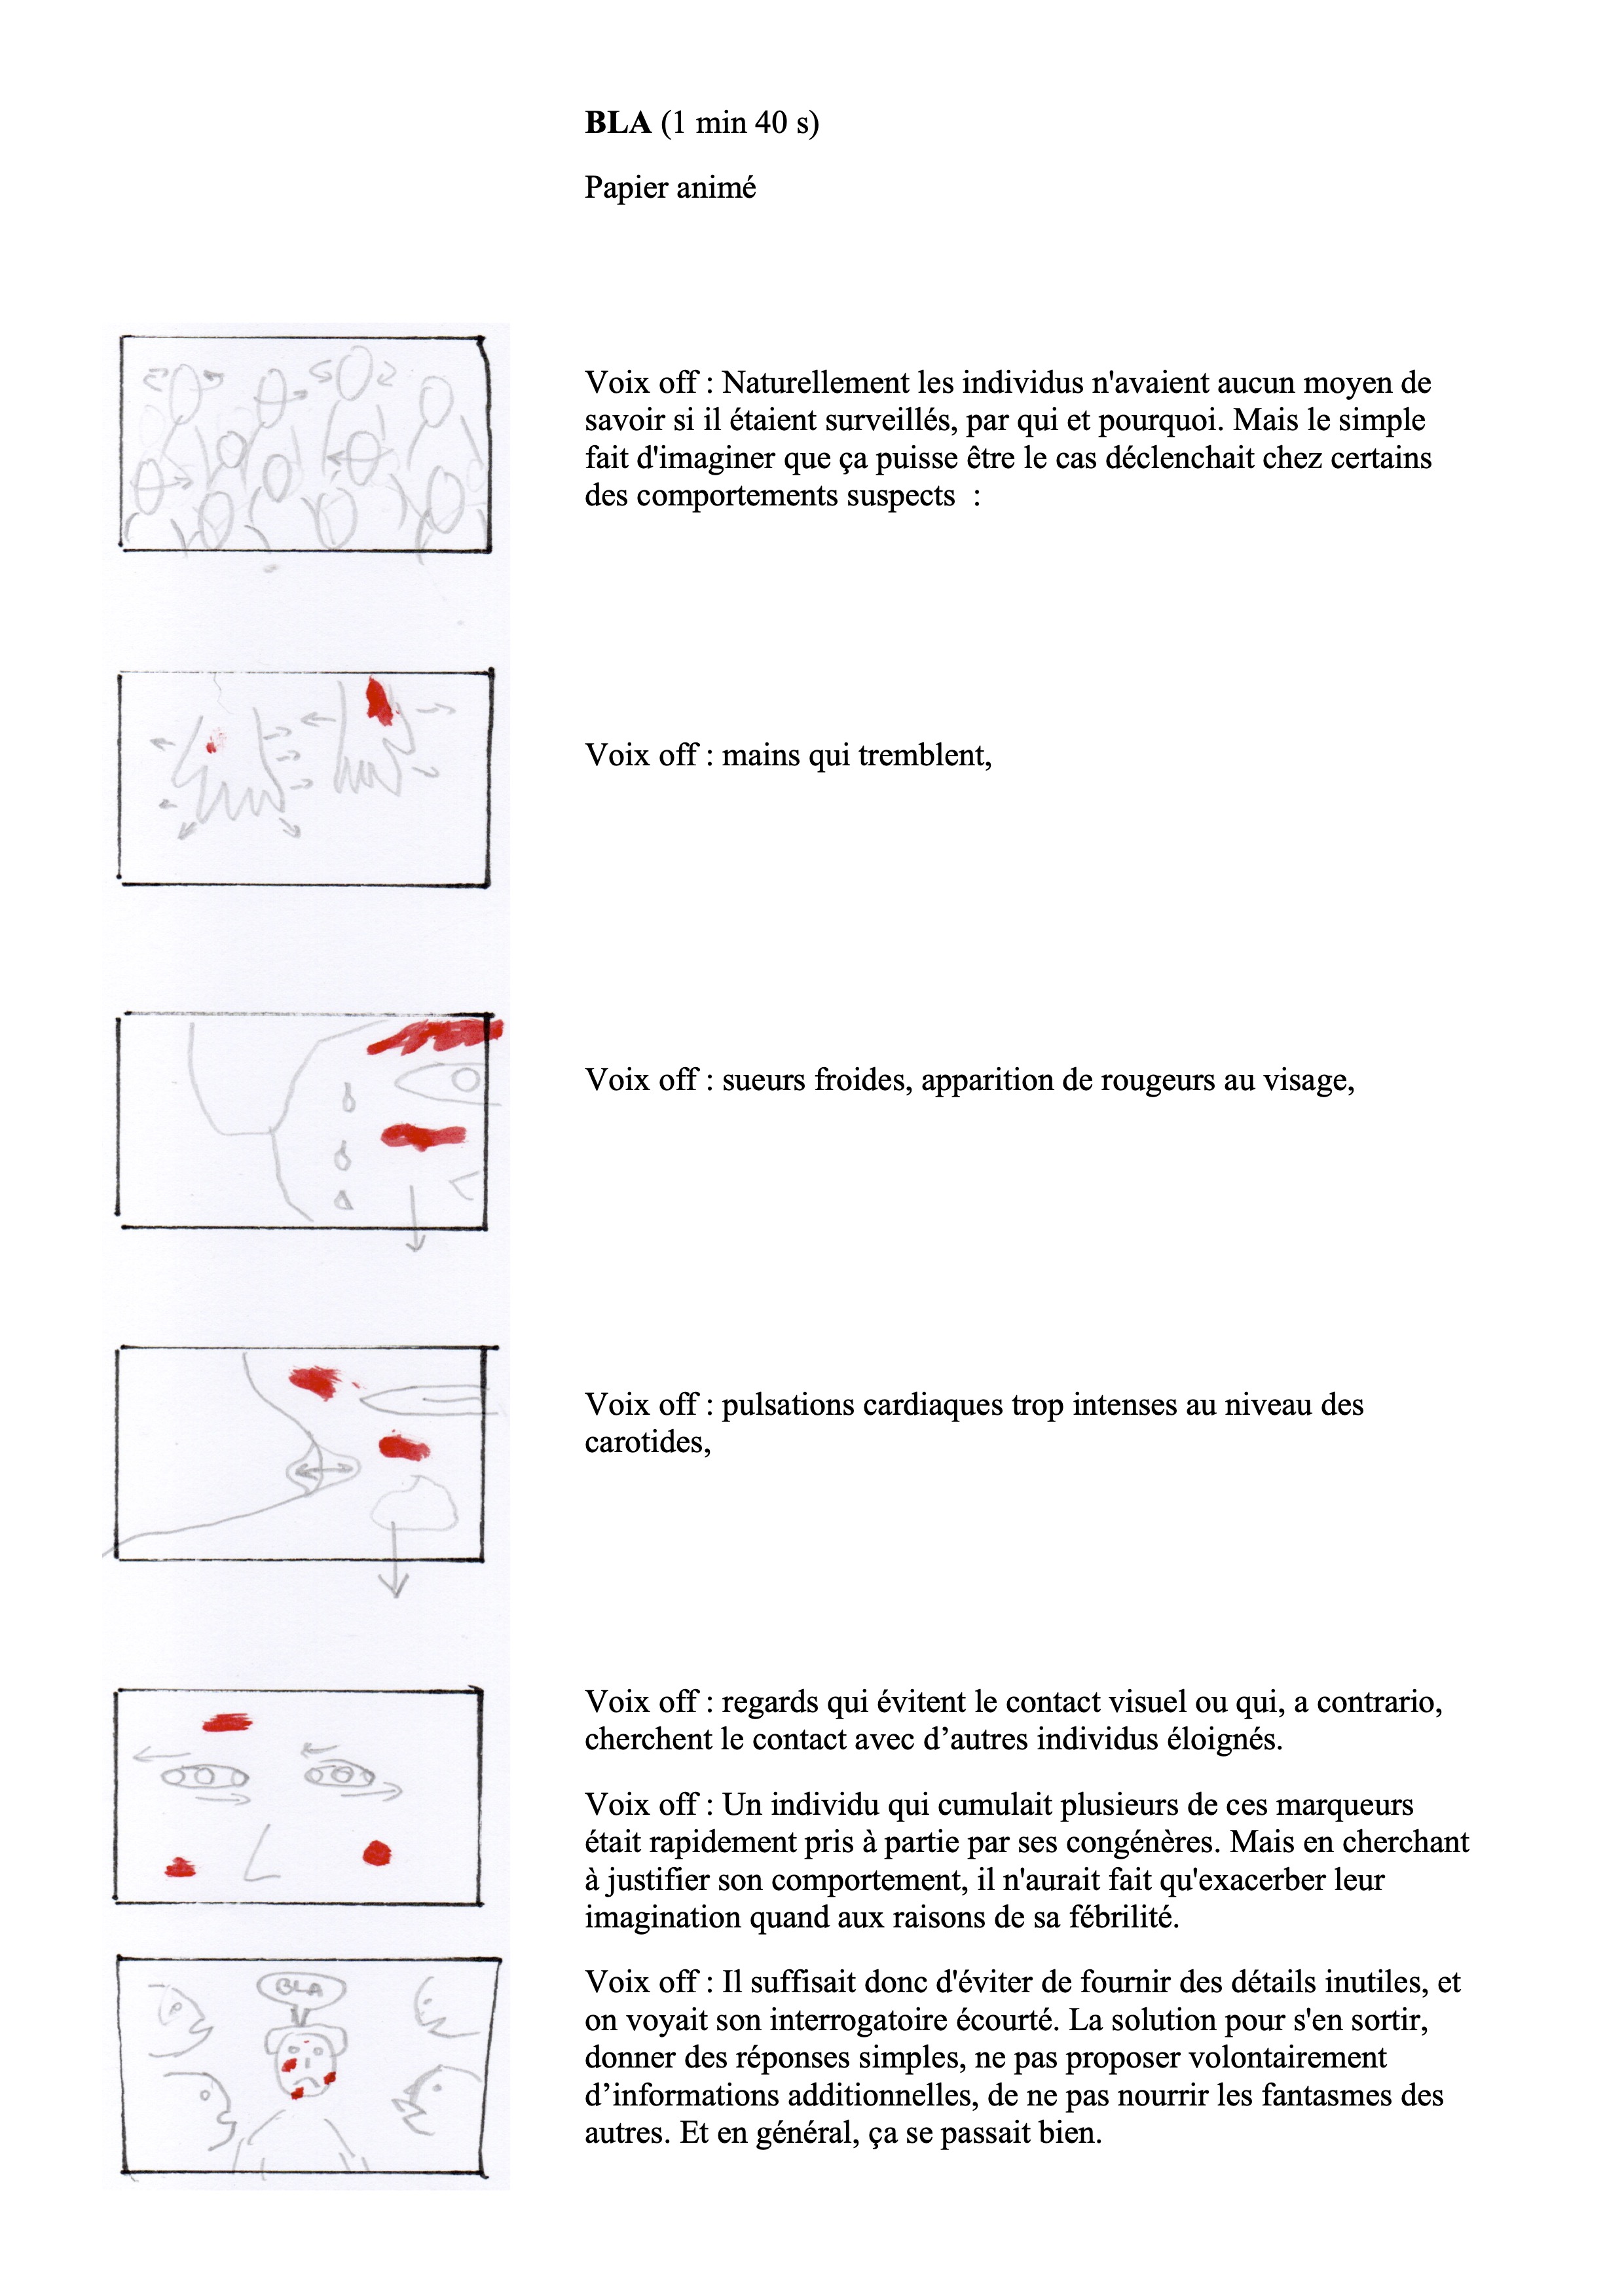 BLA (1 min 40 s)
Papier animé
Voix off : Naturellement les individus n'avaient aucun moyen de
savoir si il étaient surveillés, par qui et pourquoi. Mais le simple
fait d'imaginer que ça puisse être le cas déclenchait chez certains
des comportements suspects  :
Voix off : mains qui tremblent,
Voix off : sueurs froides, apparition de rougeurs au visage,
Voix off : pulsations cardiaques trop intenses au niveau des
carotides,
Voix off : regards qui évitent le contact visuel ou qui, a contrario,
cherchent le contact avec d’autres individus éloignés.
Voix off : Un individu qui cumulait plusieurs de ces marqueurs
était rapidement pris à partie par ses congénères. Mais en cherchant
à justifier son comportement, il n'aurait fait qu'exacerber leur
imagination quand aux raisons de sa fébrilité.
BLA
Voix off : Il suffisait donc d'éviter de fournir des détails inutiles, et
on voyait son interrogatoire écourté. La solution pour s'en sortir,
donner des réponses simples, ne pas proposer volontairement
d’informations additionnelles, de ne pas nourrir les fantasmes des
autres. Et en général, ça se passait bien.